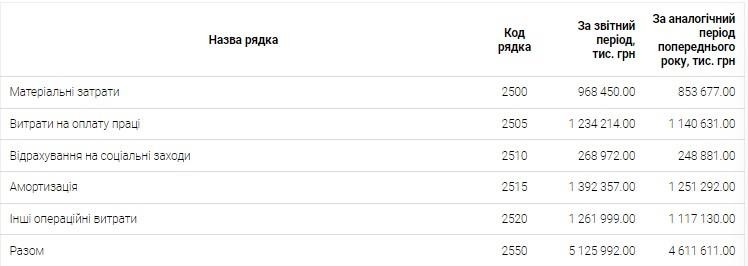 Назва рядка Код рядка За звітний період, тис. грн За аналогічний період попереднього року, тис. грн
Матеріальні затрати 2500 968 450.00 853 677.00
Витрати на оплату праці 2505 1 234 214.00 1 140 631.00
Відрахування на соціальні заходи 2510 268 972.00 248 881.00
Амортизація 2515 1 392 357.00 1 251 292.00
Інші операційні витрати 2520 1 261 999.00 1 117 130.00
Разом 2550 5 125 992.00 4 611 611.00